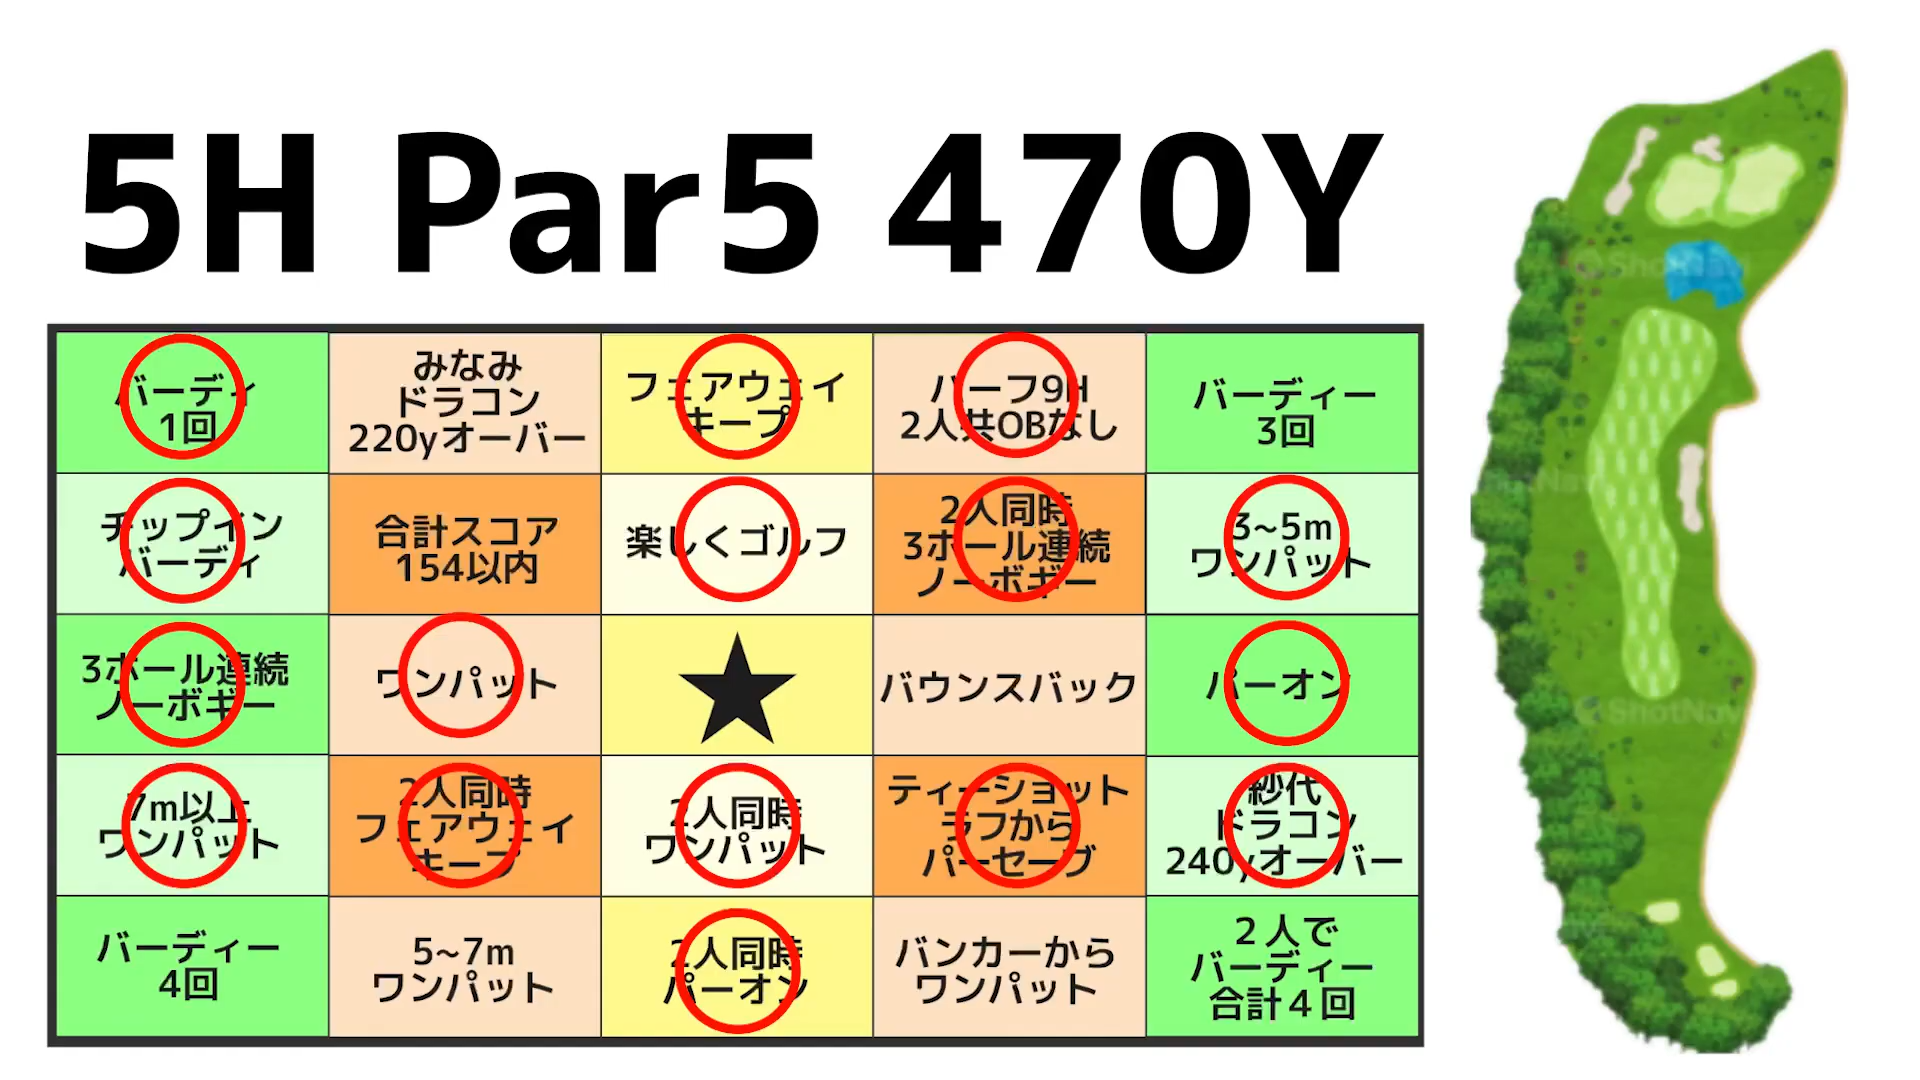 5H Par5 470Y
バーディ
1回
みなみ
ドラコン
220yオーバー
フェアウェイ
キープ
ハーフ9H
2人共OBなし
バーディー
3回
チップイン
バーディ
合計スコア
154以内
楽しくゴルフ
2人同時
3ホール連続
ノーボギー
3~5m
ワンパット
3ホール連続
ノーボギー
ワンパット
★
バウンスバック
パーオン
7m以上
ワンパット
2人同時
フェアウェイ
キープ
2人同時
ワンパット
ティーショット
ラフから
パーセーブ
紗代
ドラコン
240yオーバー
バーディー
4回
5~7m
ワンパット
2人同時
パーオン
バンカーから
ワンパット
２人で
バーディー
合計４回
ShotNavi
ShotNavi
ShotNavi